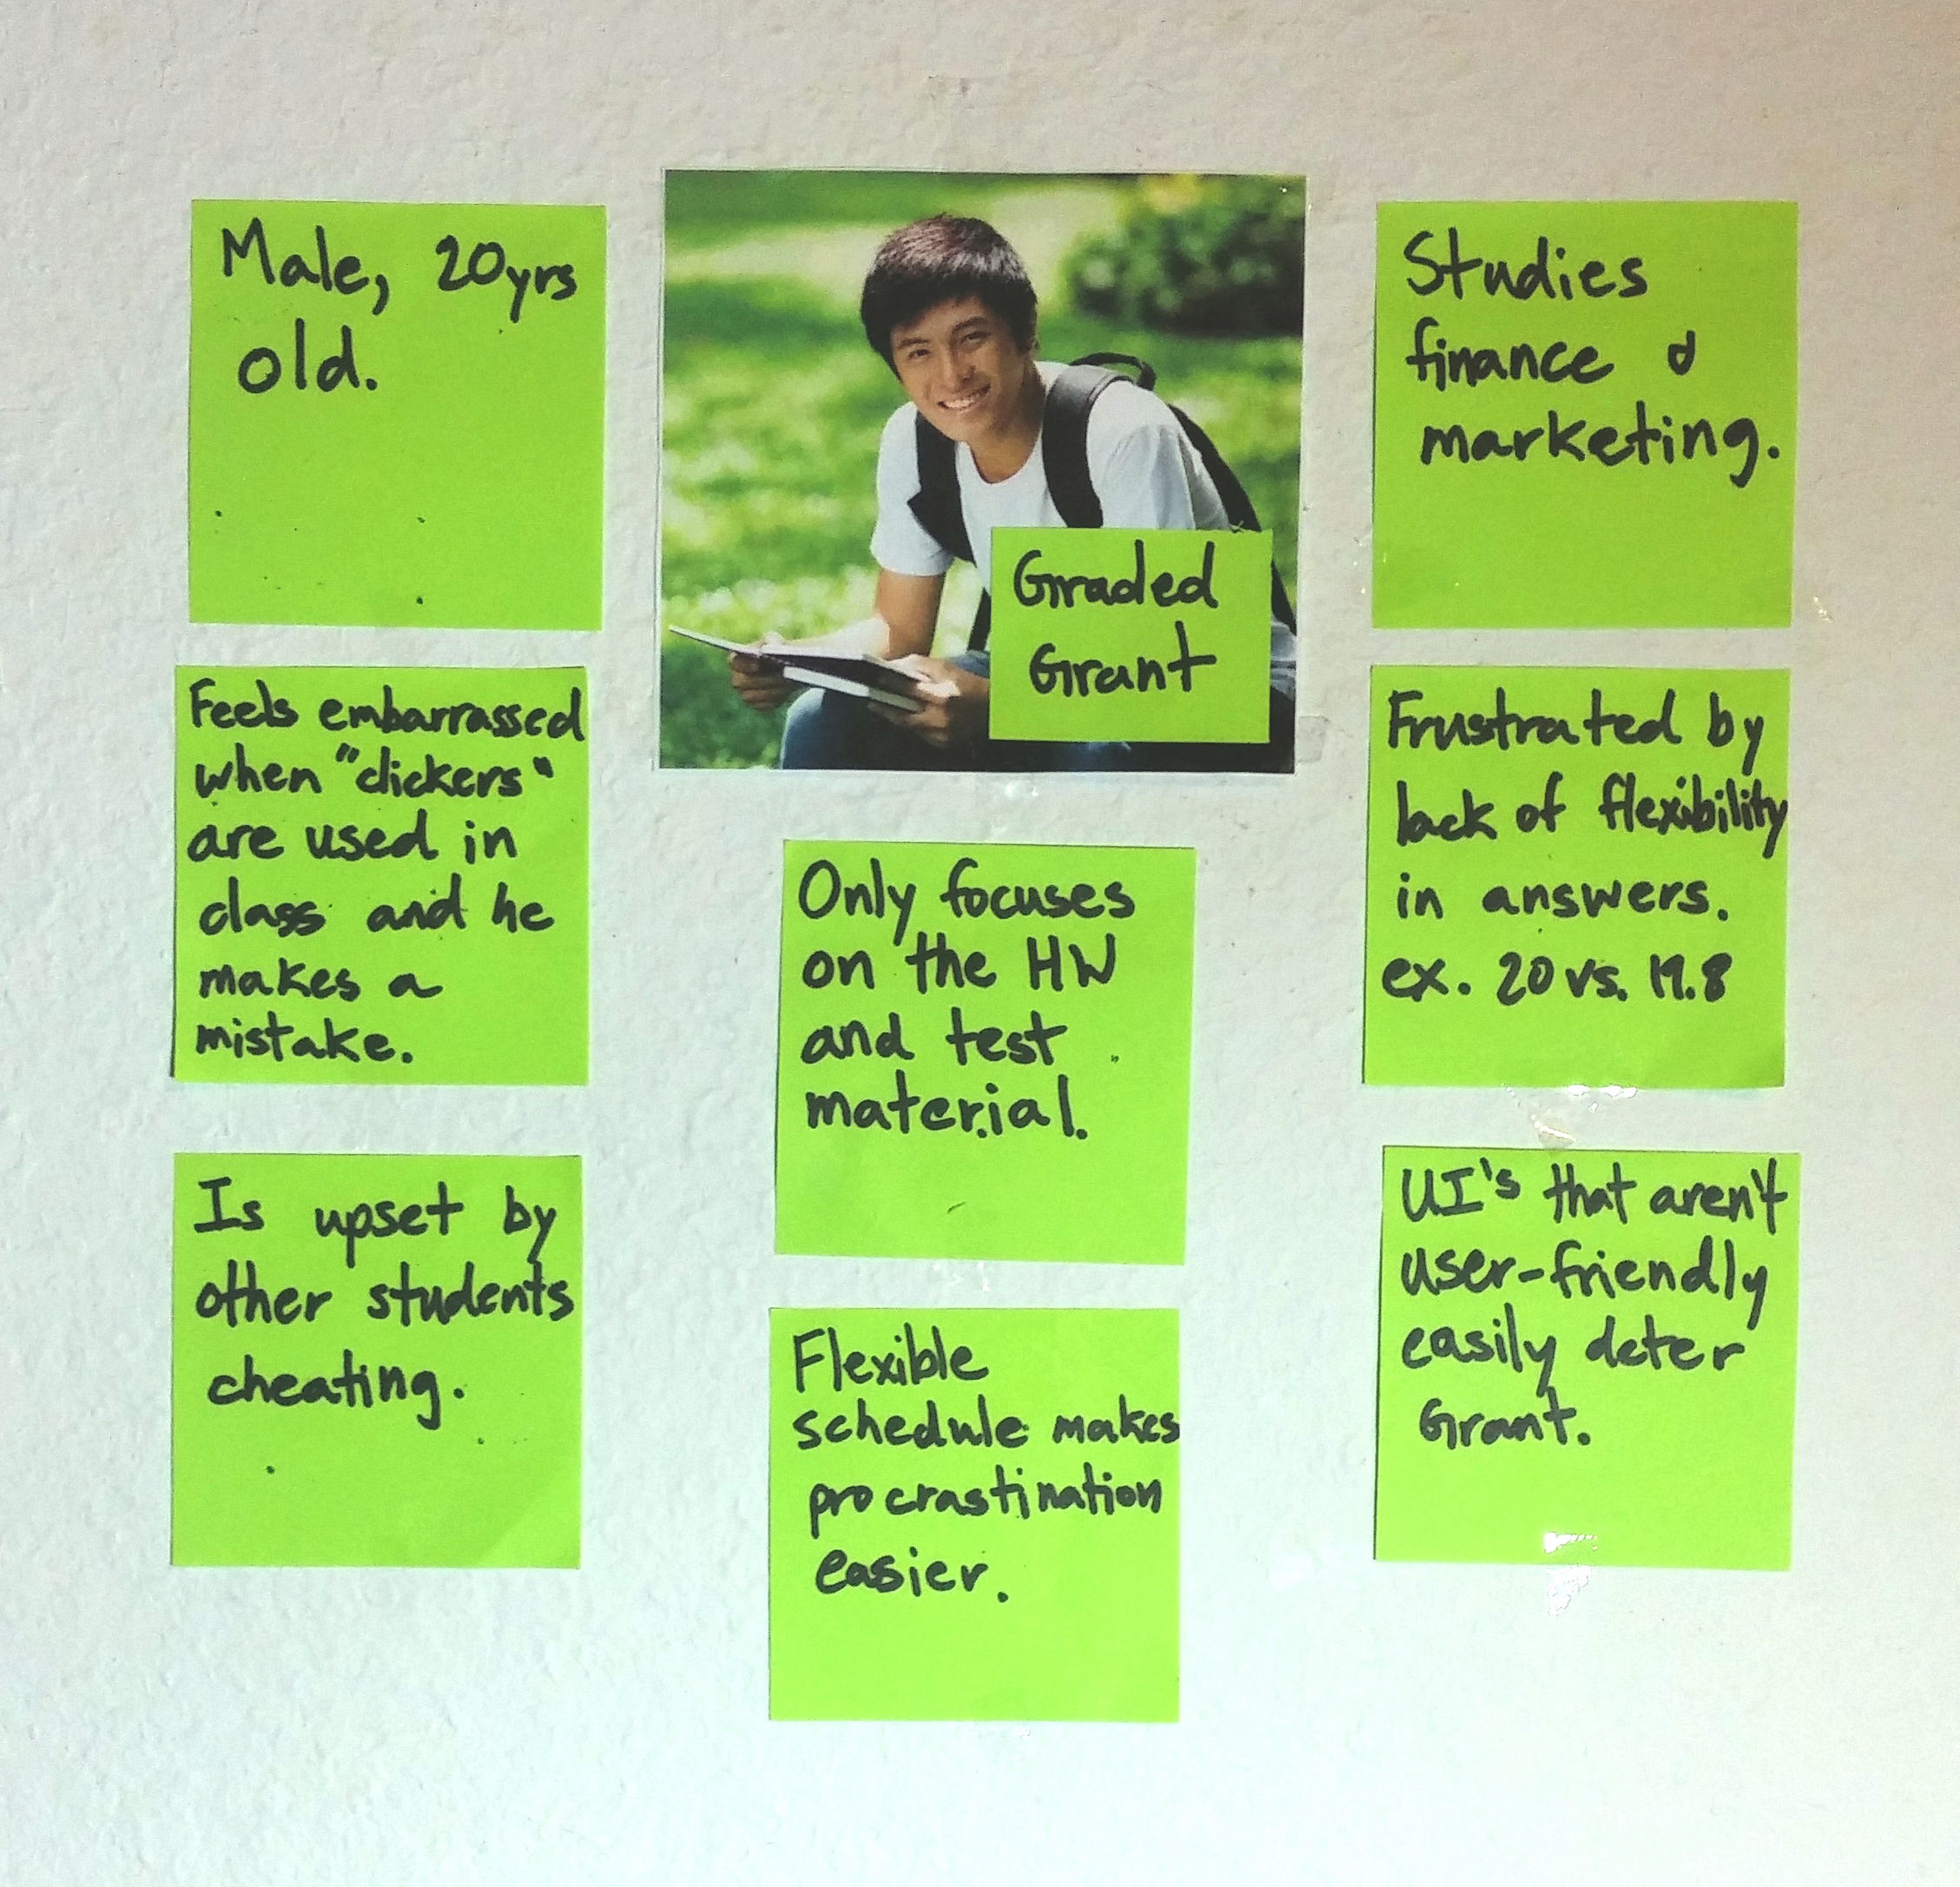 Male, 20yrs
old.
Graded
Grant
Studies
finance &
marketing.
Feels embarrassed
when "clickers"
are used in
class and he
makes a
mistake.
Only focuses
on the HW
and test
material.
Frustrated by
lack of flexibility
in answers.
ex. 20 vs. 19.8
Is upset by
other students
cheating.
Flexible
schedule makes
procrastination
easier.
UI's that aren't
user-friendly
easily deter
Grant.